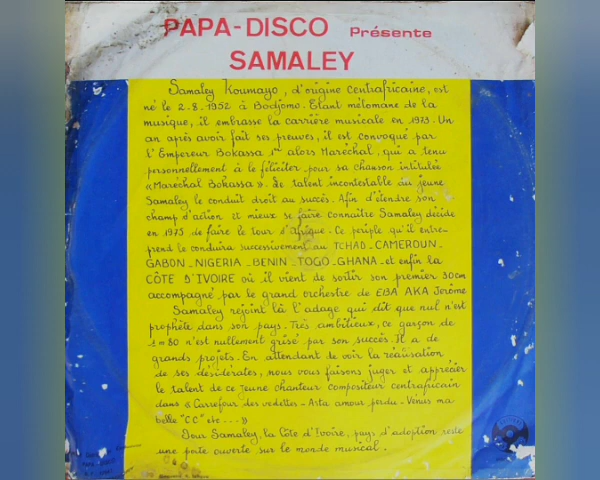 PAPA-DISCO Présente
SAMALEY
Samaley Koumayo, d'origine centrafricaine, est
né le 2-8-1952 à Bodjomo. Etant mélomane de la
musique, il embrasse la carrière musicale en 1973. Un
an après avoir fait ses preuves, il est convoqué par
l'Empereur Bokassa 1er alors Maréchal, qui a tenu
personnellement à le féliciter pour sa chanson intitulée
«Maréchal Bokassa». Le talent incontestable du jeune
Samaley le conduit droit au succès. Afin d'étendre son
champ d'action et mieux se faire connaître Samaley décide
en 1975 de faire le tour d'Afrique. Ce periple qu'il entre-
prend le conduira successivement au TCHAD-CAMEROUN-
GABON-NIGERIA-BENIN-TOGO-GHANA-et enfin la
CÔTE D'IVOIRE où il vient de sortir son premier 30cm
accompagné par le grand orchestre de EBA AKA Jerôme
Samaley rejoint là l'adage qui dit que nul n'est
prophète dans son pays. Très ambitieux, ce garçon de
1m80 n'est nullement grisé par son succès. Il a de
grands projets. En attendant de voir la réalisation
de ses désiderates, nous vous faisons juger et apprécier
le talent de ce jeune chanteur compositeur centrafricain
dans «Carrefour des vedettes-Aita amour perdu-Vénus ma
belle "CC" etc...»
Pour Samaley, la Côte d'Ivoire, pays d'adoption reste
une porte ouverte sur le monde musical.